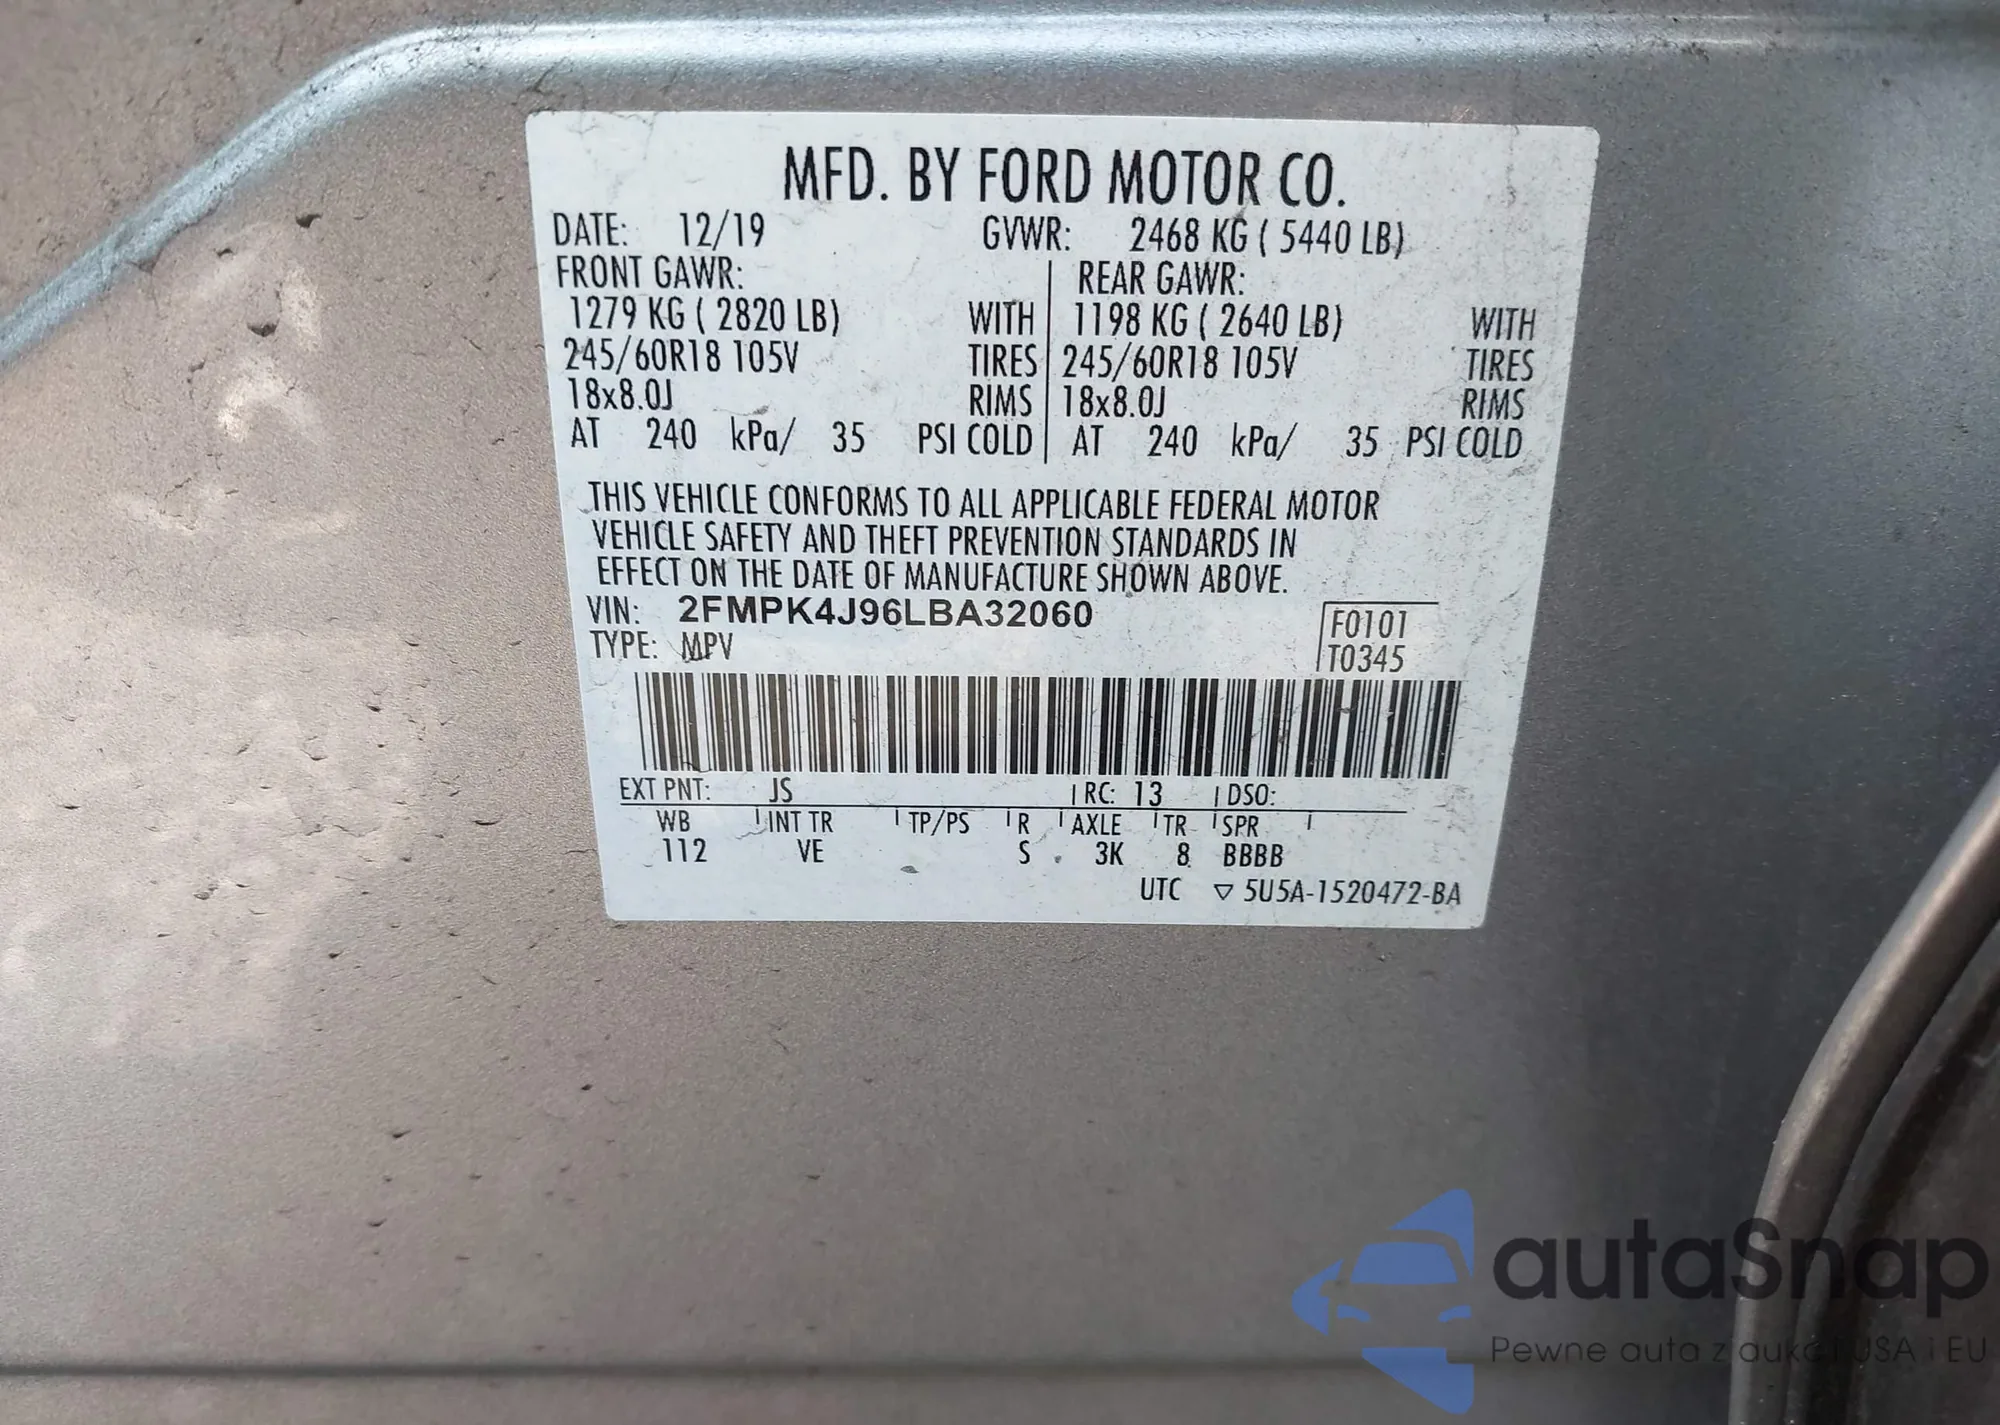 MFD. BY FORD MOTOR CO.
DATE: 12/19 GVWR: 2468 KG ( 5440 LB)
FRONT GAWR: REAR GAWR:
1279 KG ( 2820 LB) WITH 1198 KG ( 2640 LB) WITH
245/60R18 105V TIRES 245/60R18 105V TIRES
18x8.0J RIMS 18x8.0J RIMS
AT 240 kPa/ 35 PSI COLD AT 240 kPa/ 35 PSI COLD
THIS VEHICLE CONFORMS TO ALL APPLICABLE FEDERAL MOTOR
VEHICLE SAFETY AND THEFT PREVENTION STANDARDS IN
EFFECT ON THE DATE OF MANUFACTURE SHOWN ABOVE.
VIN: 2FMPK4J96LBA32060 F0101
TYPE: MPV T0345
EXT PNT: JS RC: 13 DSO:
WB INT TR TP/PS R AXLE TR SPR
112 VE S 3K 8 BBBB
UTC ▽ 5U5A-1520472-BA
autaSnap
Pewne auta z aukcji USA i EU